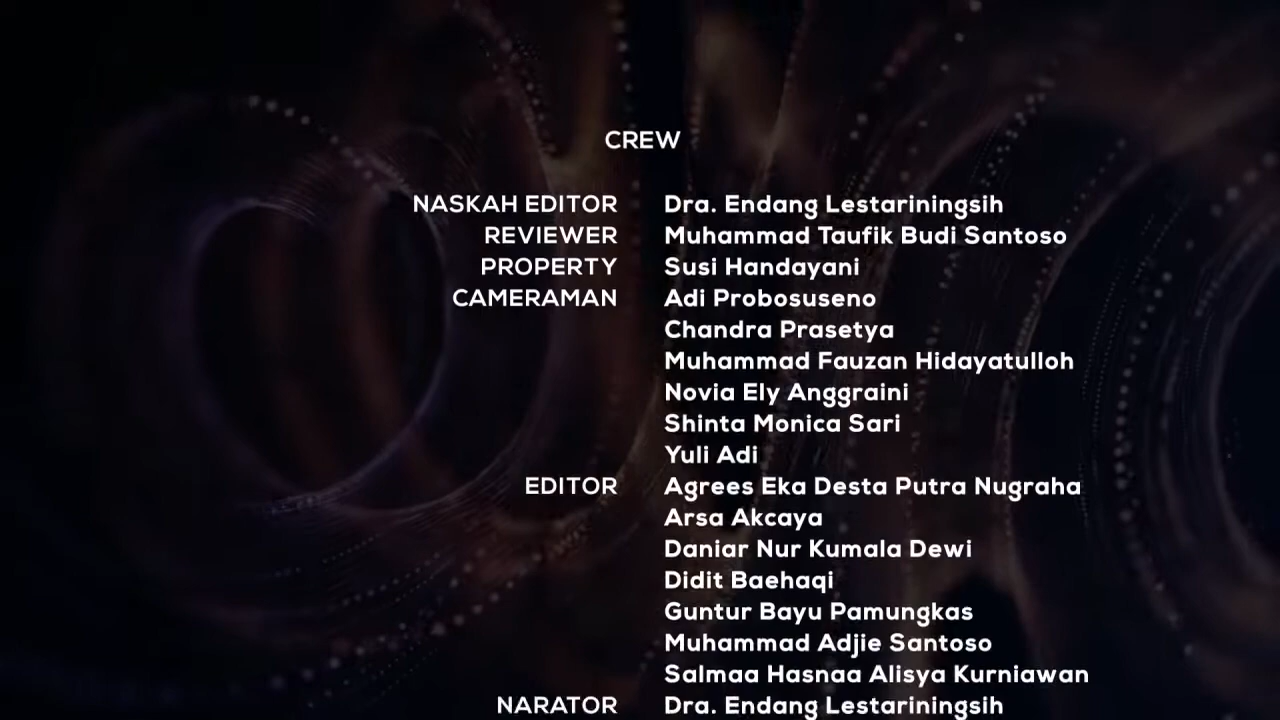 CREW
NASKAH EDITOR Dra. Endang Lestariningsih
REVIEWER Muhammad Taufik Budi Santoso
PROPERTY Susi Handayani
CAMERAMAN Adi Probosuseno
Chandra Prasetya
Muhammad Fauzan Hidayatulloh
Novia Ely Anggraini
Shinta Monica Sari
Yuli Adi
EDITOR Agrees Eka Desta Putra Nugraha
Arsa Akcaya
Daniar Nur Kumala Dewi
Didit Baehaqi
Guntur Bayu Pamungkas
Muhammad Adjie Santoso
Salmaa Hasnaa Alisya Kurniawan
NARATOR Dra. Endang Lestariningsih